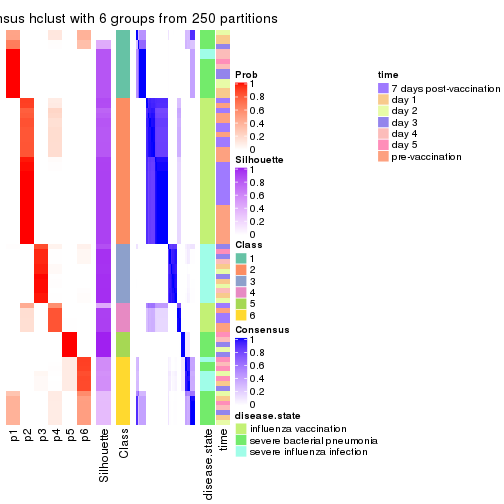 nsus hclust with 6 groups from 250 partitions
Prob
1
0.8
0.6
0.4
0.2
0
Silhouette
1
0.8
0.6
0.4
0.2
0
Class
1
2
3
4
5
6
Consensus
1
0.8
0.6
0.4
0.2
0
disease.state
influenza vaccination
severe bacterial pneumonia
severe influenza infection
time
7 days post-vaccination
day 1
day 2
day 3
day 4
day 5
pre-vaccination
p1
p2
p3
p4
p5
p6
Silhouette
Class
disease.state
time